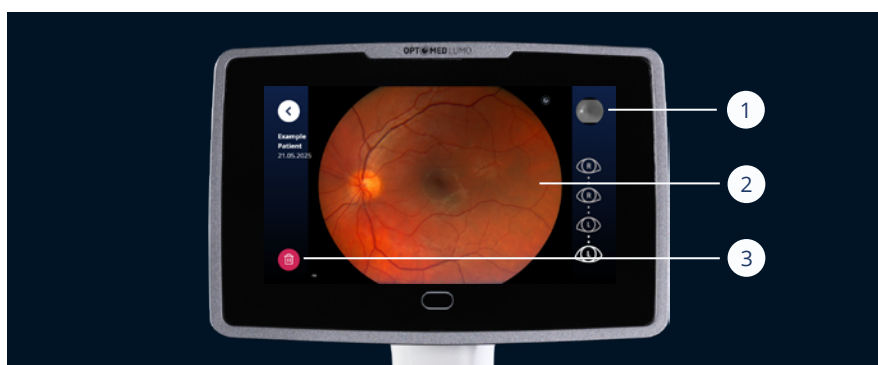 OPTOMED LUMO
1
Example
Patient
21.05.2025
R
R
2
L
L
3